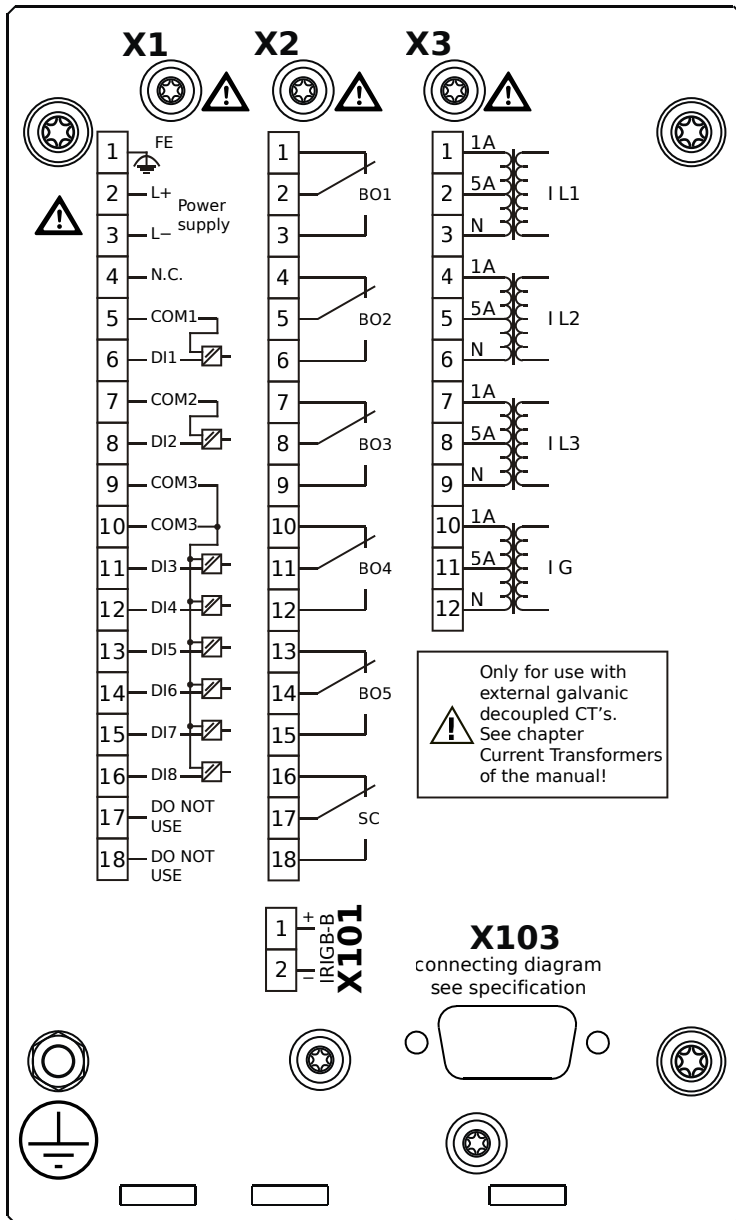 X1
X2
X3
1 FE
2 L+
Power
supply
3 L−
4 N.C.
5 COM1
6 DI1
7 COM2
8 DI2
9 COM3
10 COM3
11 DI3
12 DI4
13 DI5
14 DI6
15 DI7
16 DI8
17 DO NOT
USE
18 DO NOT
USE
1
2 BO1
3
4
5 BO2
6
7
8 BO3
9
10
11 BO4
12
13
14 BO5
15
16
17 SC
18
1 1A
2 5A I L1
3 N
4 1A
5 5A I L2
6 N
7 1A
8 5A I L3
9 N
10 1A
11 5A I G
12 N
! Only for use with
external galvanic
decoupled CT's.
See chapter
Current Transformers
of the manual!
1 +
2 −
IRIGB-B
X101
X103
connecting diagram
see specification